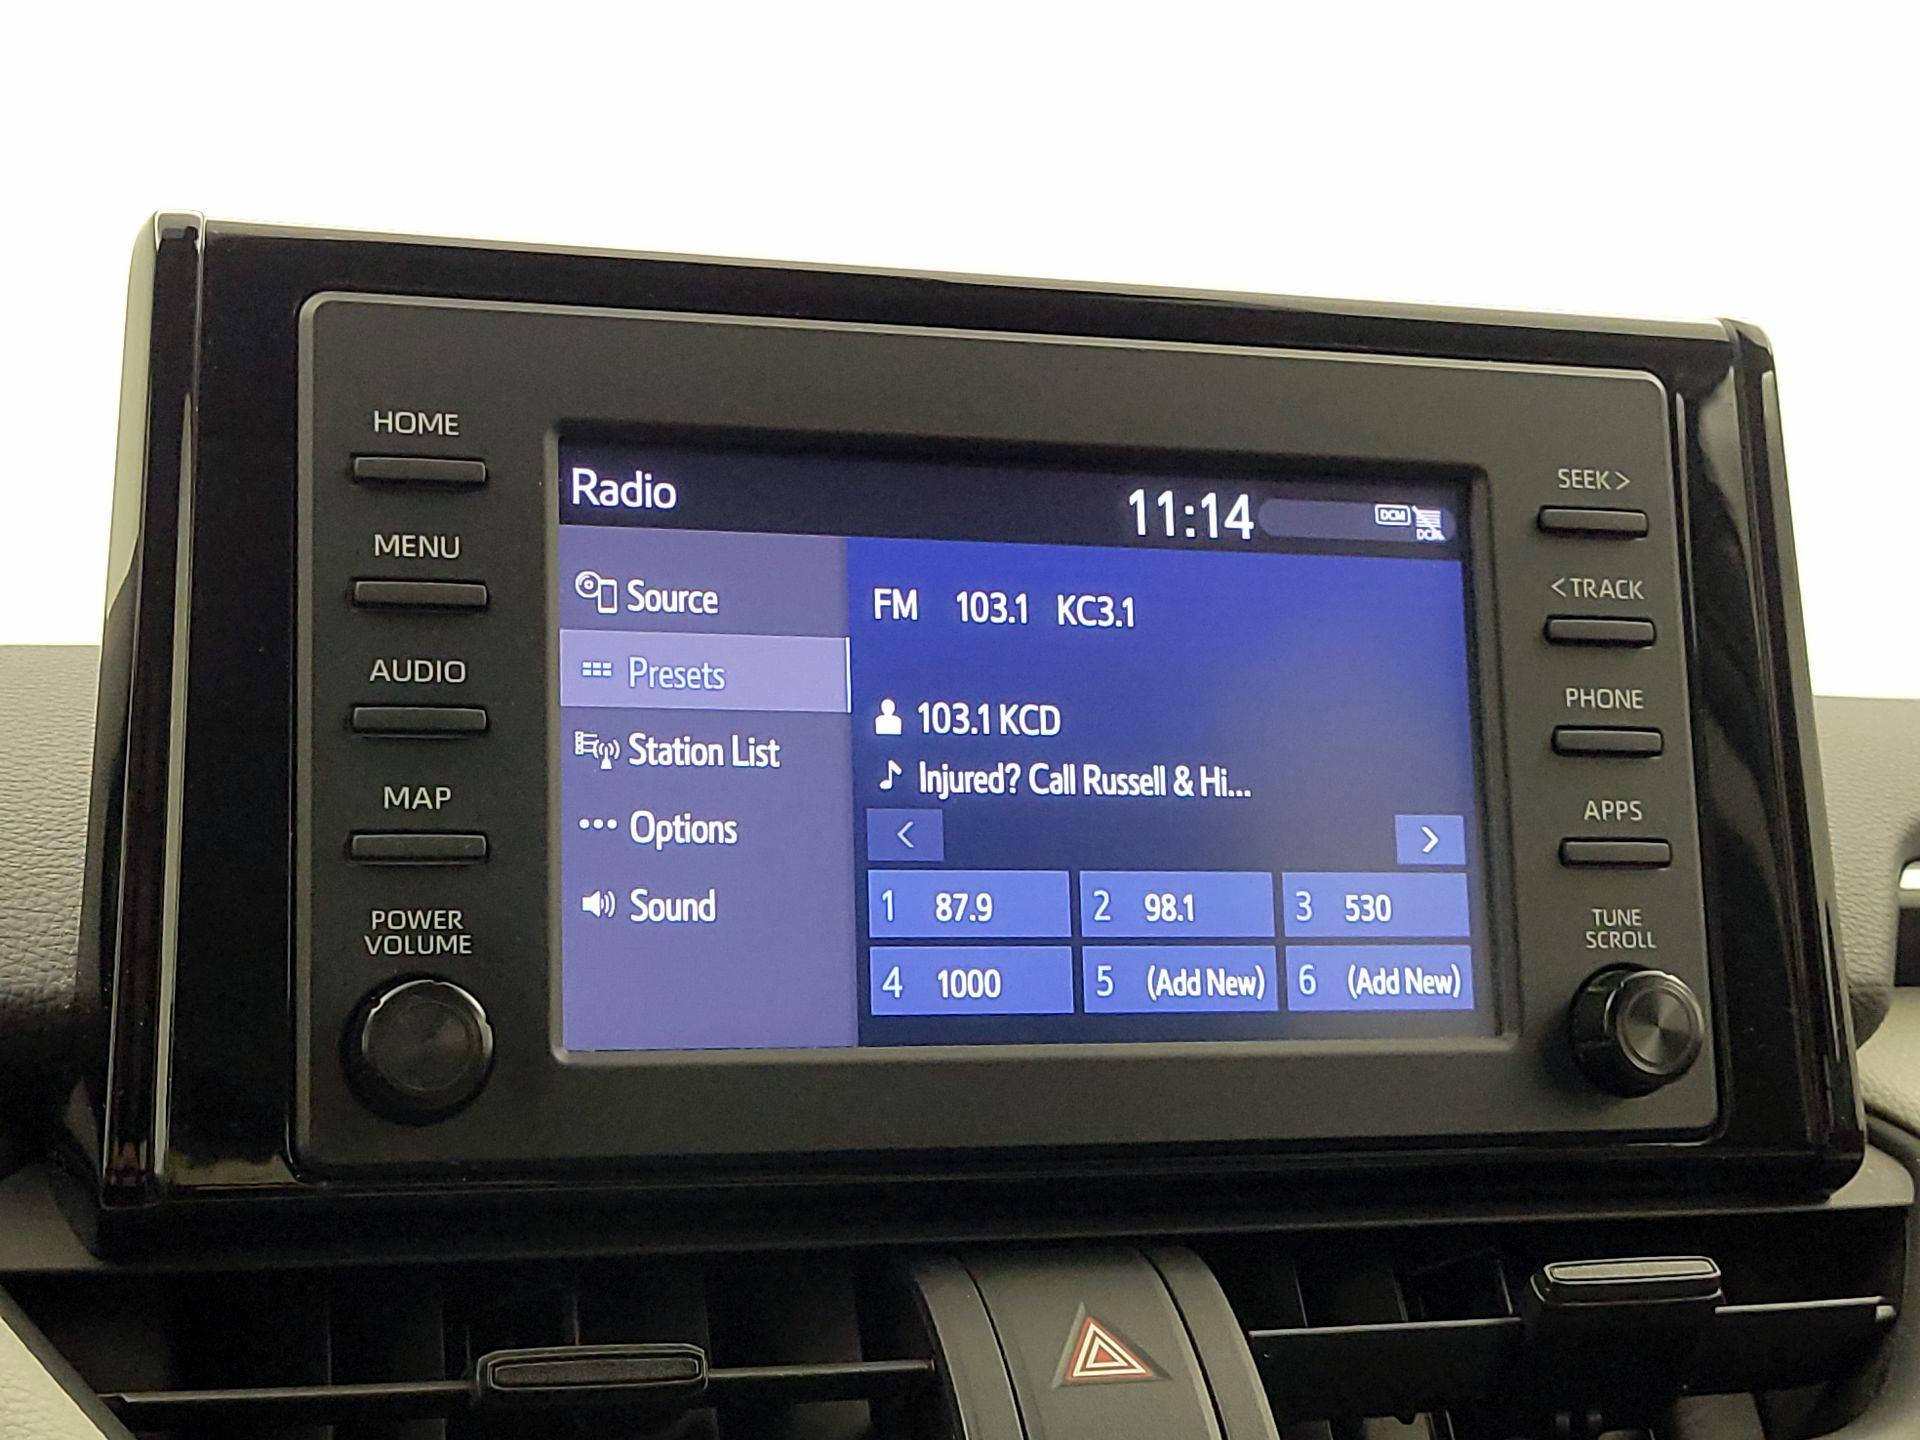 HOME
MENU
AUDIO
MAP
POWER
VOLUME
Radio
11:14
DCM
DCM
Source
Presets
Station List
Options
Sound
FM 103.1 KC3.1
103.1 KCD
Injured? Call Russell & Hi...
<
>
1 87.9
2 98.1
3 530
4 1000
5 (Add New)
6 (Add New)
SEEK>
<TRACK
PHONE
APPS
TUNE
SCROLL